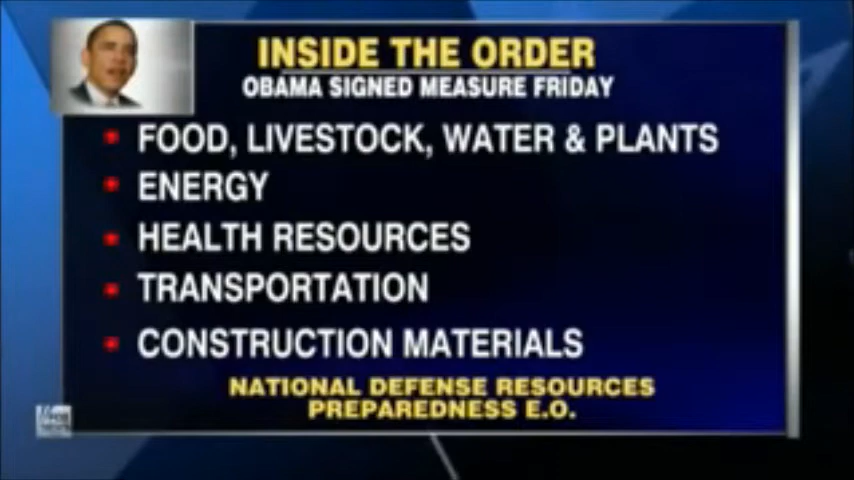 INSIDE THE ORDER
OBAMA SIGNED MEASURE FRIDAY
FOOD, LIVESTOCK, WATER & PLANTS
ENERGY
HEALTH RESOURCES
TRANSPORTATION
CONSTRUCTION MATERIALS
NATIONAL DEFENSE RESOURCES
PREPAREDNESS E.O.